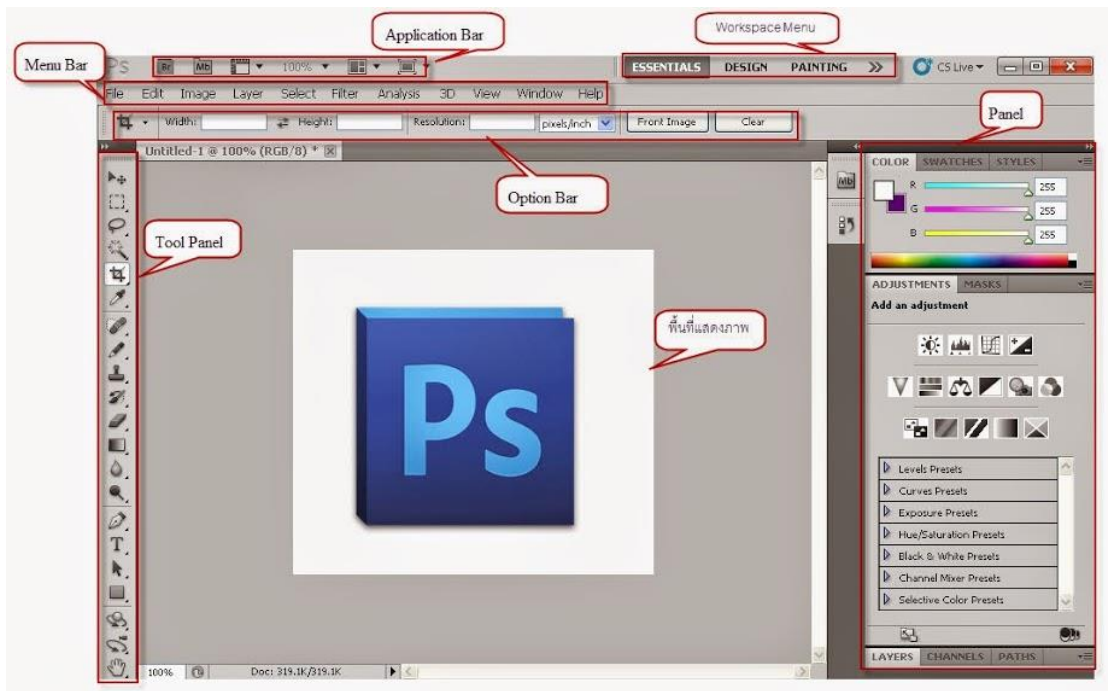 Application Bar
Workspace Menu
Menu Bar
Ps Br Mb 100% ESSENTIALS DESIGN PAINTING >> CS Live
File Edit Image Layer Select Filter Analysis 3D View Window Help
Panel
Width: Height: Resolution: pixels/inch Front Image Clear
Untitled-1 @ 100% (RGB/8) *
Option Bar
Tool Panel
Mb
COLOR SWATCHES STYLES
R 255
G 255
B 255
ADJUSTMENTS MASKS
Add an adjustment
พื้นที่แสดงภาพ
Ps
T
Levels Presets
Curves Presets
Exposure Presets
Hue/Saturation Presets
Black & White Presets
Channel Mixer Presets
Selective Color Presets
100% Doc: 319.1K/319.1K
LAYERS CHANNELS PATHS